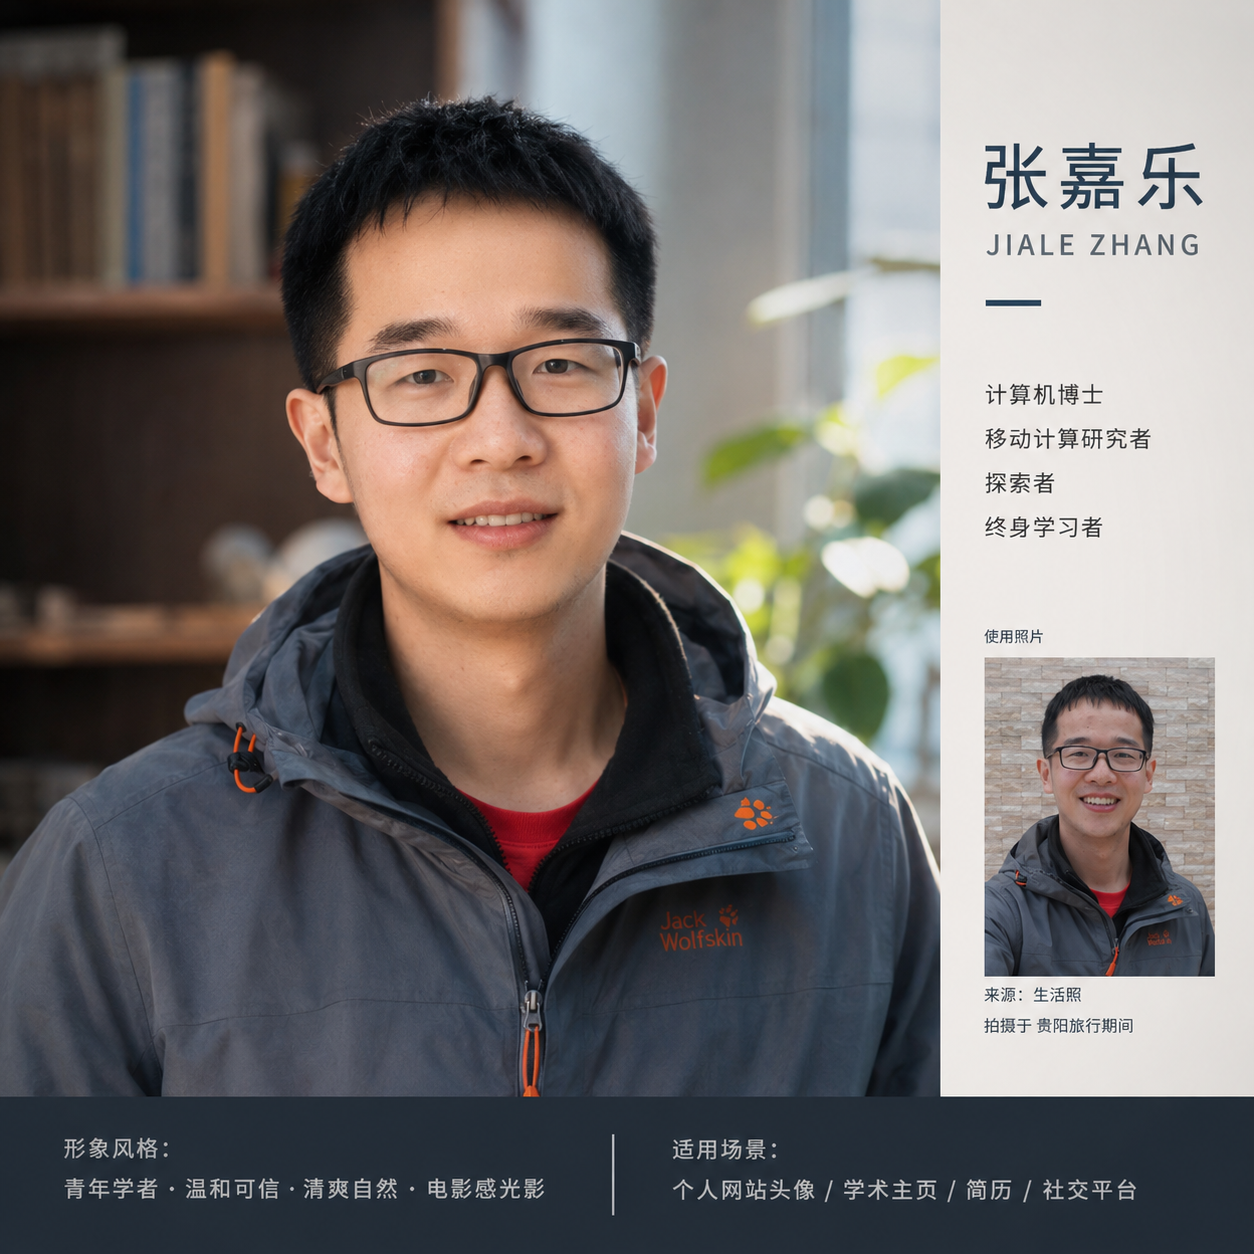 张嘉乐
JIALE ZHANG
计算机博士
移动计算研究者
探索者
终身学习者
使用照片
来源：生活照
拍摄于 贵阳旅行期间
Jack
Wolfskin
形象风格：
青年学者 · 温和可信 · 清爽自然 · 电影感光影
适用场景：
个人网站头像 / 学术主页 / 简历 / 社交平台